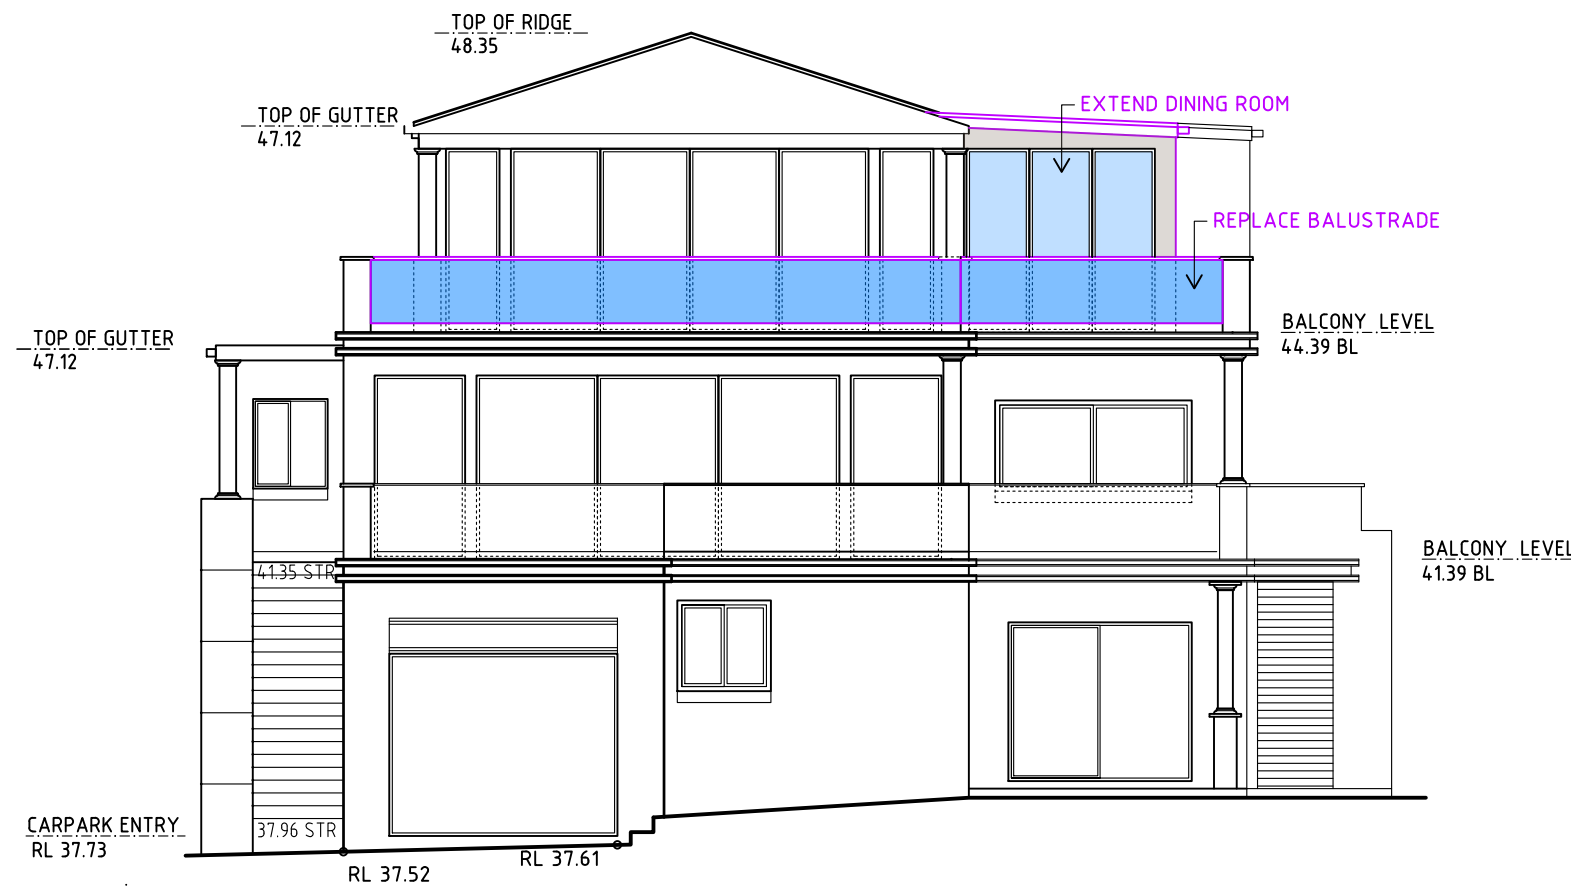 TOP OF RIDGE
48.35
EXTEND DINING ROOM
TOP OF GUTTER
47.12
REPLACE BALUSTRADE
BALCONY LEVEL
44.39 BL
TOP OF GUTTER
47.12
BALCONY LEVEL
41.39 BL
41.35 STR
CARPARK ENTRY
RL 37.73
37.96 STR
RL 37.61
RL 37.52